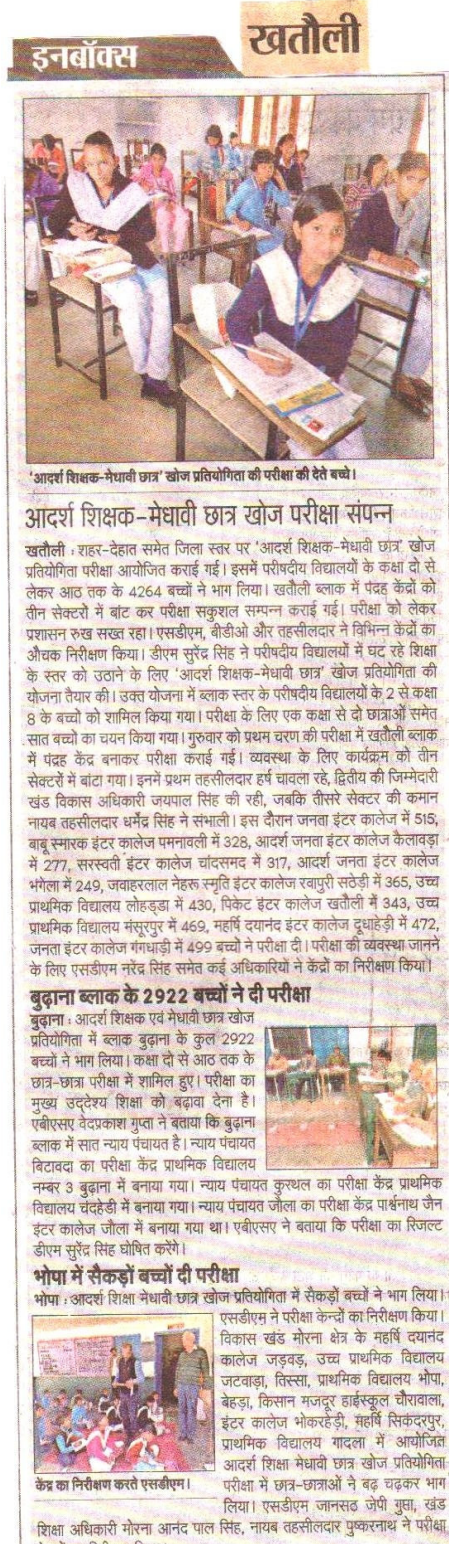 इनबॉक्स
खतौली
'आदर्श शिक्षक-मेधावी छात्र' खोज प्रतियोगिता की परीक्षा की देते बच्चे।
आदर्श शिक्षक-मेधावी छात्र खोज परीक्षा संपन्न
खतौली : शहर-देहात समेत जिला स्तर पर 'आदर्श शिक्षक-मेधावी छात्र' खोज
प्रतियोगिता परीक्षा आयोजित कराई गई। इसमें परीषदीय विद्यालयों के कक्षा दो से
लेकर आठ तक के 4264 बच्चों ने भाग लिया। खतौली ब्लाक में पंद्रह केंद्रों को
तीन सेक्टरों में बांट कर परीक्षा सकुशल सम्पन्न कराई गई। परीक्षा को लेकर
प्रशासन रुख सख्त रहा। एसडीएम, बीडीओ और तहसीलदार ने विभिन्न केंद्रों का
औचक निरीक्षण किया। डीएम सुरेंद्र सिंह ने परीषदीय विद्यालयों में घट रहे शिक्षा
के स्तर को उठाने के लिए 'आदर्श शिक्षक-मेधावी छात्र' खोज प्रतियोगिता की
योजना तैयार की। उक्त योजना में ब्लाक स्तर के परीषदीय विद्यालयों के 2 से कक्षा
8 के बच्चों को शामिल किया गया। परीक्षा के लिए एक कक्षा से दो छात्राओं समेत
सात बच्चों का चयन किया गया। गुरुवार को प्रथम चरण की परीक्षा में खतौली ब्लाक
में पंद्रह केंद्र बनाकर परीक्षा कराई गई। व्यवस्था के लिए कार्यक्रम को तीन
सेक्टरों में बांटा गया। इनमें प्रथम तहसीलदार हर्ष चावला रहे, द्वितीय की जिम्मेदारी
खंड विकास अधिकारी जयपाल सिंह की रही, जबकि तीसरे सेक्टर की कमान
नायब तहसीलदार धर्मेंद्र सिंह ने संभाली। इस दौरान जनता इंटर कालेज में 515,
बाबू स्मारक इंटर कालेज पमनावली में 328, आदर्श जनता इंटर कालेज कैलावड़ा
में 277, सरस्वती इंटर कालेज चांदसमद में 317, आदर्श जनता इंटर कालेज
भंगेला में 249, जवाहरलाल नेहरू स्मृति इंटर कालेज रवापुरी सठेड़ी में 365, उच्च
प्राथमिक विद्यालय लोहड्डा में 430, पिकेट इंटर कालेज खतौली में 343, उच्च
प्राथमिक विद्यालय मंसूरपुर में 469, महर्षि दयानंद इंटर कालेज दूधाहेड़ी में 472,
जनता इंटर कालेज गंगधाड़ी में 499 बच्चों ने परीक्षा दी। परीक्षा की व्यवस्था जानने
के लिए एसडीएम नरेंद्र सिंह समेत कई अधिकारियों ने केंद्रों का निरीक्षण किया।
बुढ़ाना ब्लाक के 2922 बच्चों ने दी परीक्षा
बुढ़ाना : आदर्श शिक्षक एवं मेधावी छात्र खोज
प्रतियोगिता में ब्लाक बुढ़ाना के कुल 2922
बच्चों ने भाग लिया। कक्षा दो से आठ तक के
छात्र-छात्रा परीक्षा में शामिल हुए। परीक्षा का
मुख्य उद्देश्य शिक्षा को बढ़ावा देना है।
एबीएसए वेदप्रकाश गुप्ता ने बताया कि बुढ़ाना
ब्लाक में सात न्याय पंचायत है। न्याय पंचायत
बिटावदा का परीक्षा केंद्र प्राथमिक विद्यालय
नम्बर 3 बुढ़ाना में बनाया गया। न्याय पंचायत कुरथल का परीक्षा केंद्र प्राथमिक
विद्यालय चंदहेडी में बनाया गया। न्याय पंचायत जौला का परीक्षा केंद्र पार्श्वनाथ जैन
इंटर कालेज जौला में बनाया गया था। एबीएसए ने बताया कि परीक्षा का रिजल्ट
डीएम सुरेंद्र सिंह घोषित करेंगे।
भोपा में सैकड़ों बच्चों दी परीक्षा
भोपा : आदर्श शिक्षा मेधावी छात्र खोज प्रतियोगिता में सैकड़ों बच्चों ने भाग लिया।
एसडीएम ने परीक्षा केन्द्रों का निरीक्षण किया।
विकास खंड मोरना क्षेत्र के महर्षि दयानंद
कालेज जड़वड़, उच्च प्राथमिक विद्यालय
जटवाड़ा, तिस्सा, प्राथमिक विद्यालय भोपा,
बेहड़ा, किसान मजदूर हाईस्कूल चौरावाला,
इंटर कालेज भोकरहेड़ी, महर्षि सिकंदरपुर,
प्राथमिक विद्यालय गादला में आयोजित
आदर्श शिक्षा मेधावी छात्र खोज प्रतियोगिता
परीक्षा में छात्र-छात्राओं ने बढ़ चढ़कर भाग
लिया। एसडीएम जानसठ जेपी गुप्ता, खंड
केंद्र का निरीक्षण करते एसडीएम।
शिक्षा अधिकारी मोरना आनंद पाल सिंह, नायब तहसीलदार पुष्करनाथ ने परीक्षा